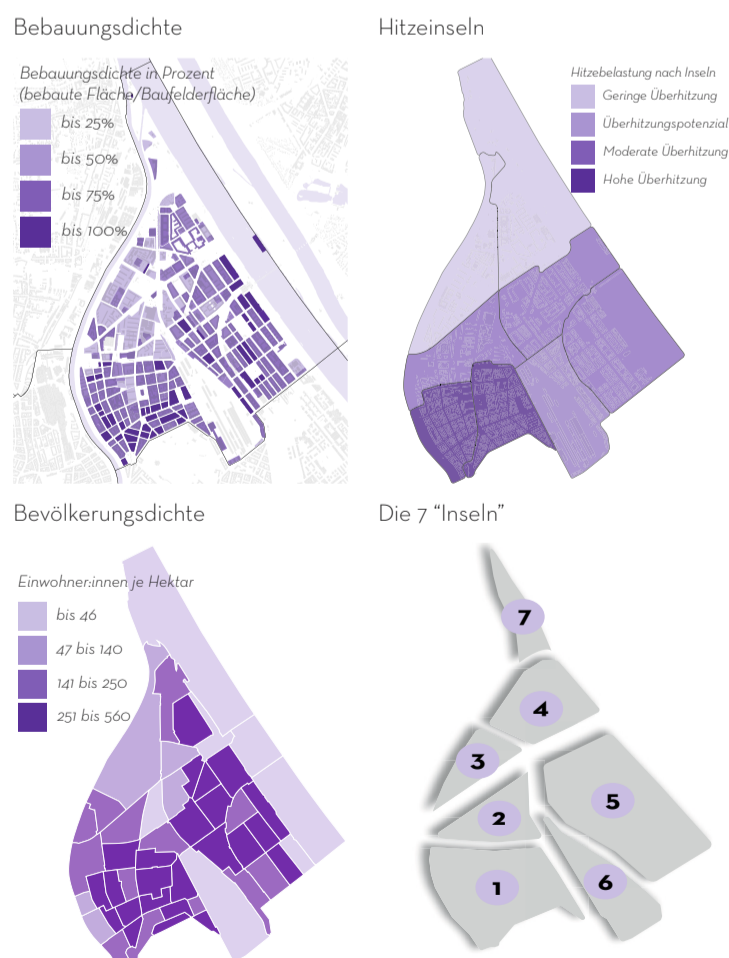 Bebauungsdichte
Bebauungsdichte in Prozent
(bebaute Fläche/Baufelderfläche)
bis 25%
bis 50%
bis 75%
bis 100%
Hitzeinseln
Hitzebelastung nach Inseln
Geringe Überhitzung
Überhitzungspotenzial
Moderate Überhitzung
Hohe Überhitzung
Bevölkerungsdichte
Einwohner:innen je Hektar
bis 46
47 bis 140
141 bis 250
251 bis 560
Die 7 “Inseln”
7
4
3
5
2
6
1